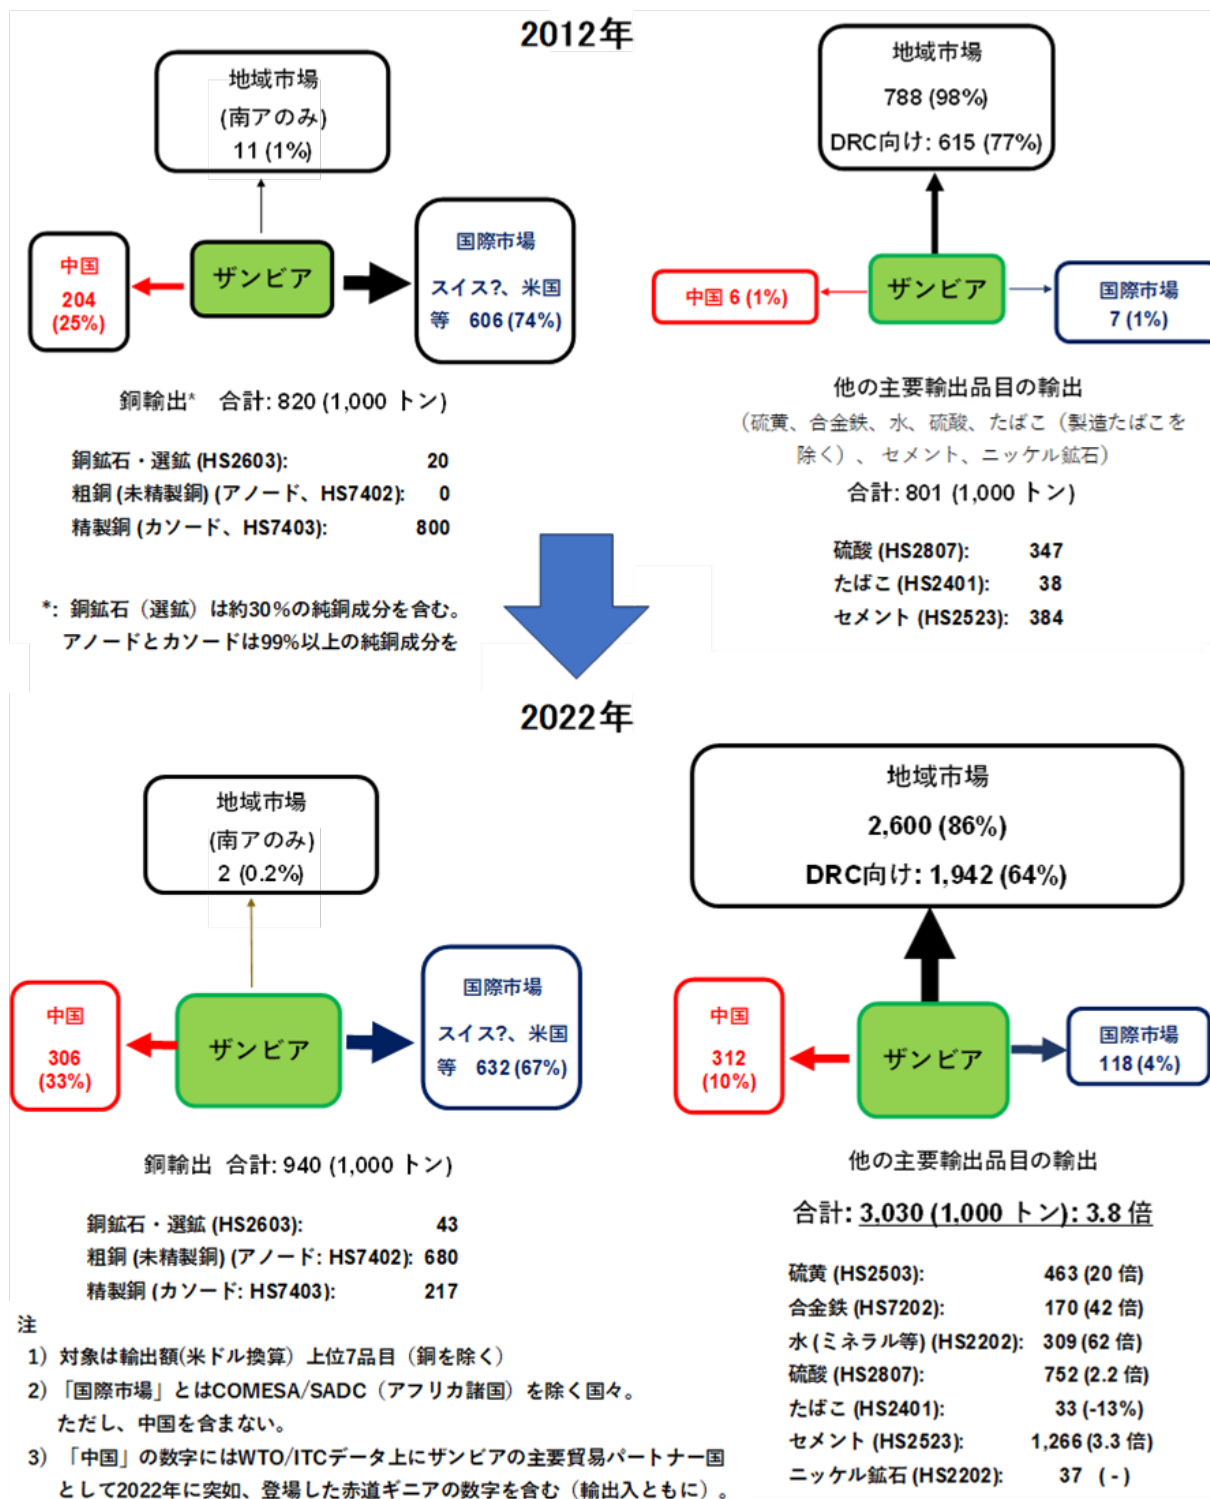 2012年
地域市場
(南アのみ)
11 (1%)
中国
204
(25%)
ザンビア
国際市場
スイス?、米国
等 606 (74%)
銅輸出* 合計: 820 (1,000 トン)
銅鉱石・選鉱 (HS2603): 20
粗銅 (未精製銅) (アノード、HS7402): 0
精製銅 (カソード、HS7403): 800
*: 銅鉱石（選鉱）は約30%の純銅成分を含む。
アノードとカソードは99%以上の純銅成分を
地域市場
788 (98%)
DRC向け: 615 (77%)
中国 6 (1%)
ザンビア
国際市場
7 (1%)
他の主要輸出品目の輸出
（硫黄、合金鉄、水、硫酸、たばこ（製造たばこを
除く）、 セメント、ニッケル鉱石）
合計: 801 (1,000 トン)
硫酸 (HS2807): 347
たばこ (HS2401): 38
セメント (HS2523): 384
2022年
地域市場
(南アのみ)
2 (0.2%)
中国
306
(33%)
ザンビア
国際市場
スイス?、米国
等 632 (67%)
銅輸出 合計: 940 (1,000 トン)
銅鉱石・選鉱 (HS2603): 43
粗銅 (未精製銅) (アノード: HS7402): 680
精製銅 (カソード: HS7403): 217
地域市場
2,600 (86%)
DRC向け: 1,942 (64%)
中国
312
(10%)
ザンビア
国際市場
118 (4%)
他の主要輸出品目の輸出
合計: 3,030 (1,000 トン): 3.8 倍
硫黄 (HS2503): 463 (20 倍)
合金鉄 (HS7202): 170 (42 倍)
水 (ミネラル等) (HS2202): 309 (62 倍)
硫酸 (HS2807): 752 (2.2 倍)
たばこ (HS2401): 33 (-13%)
セメント (HS2523): 1,266 (3.3 倍)
ニッケル鉱石 (HS2202): 37 ( - )
注
1）対象は輸出額(米ドル換算）上位7品目（銅を除く）
2）「国際市場」とはCOMESA/SADC（アフリカ諸国）を除く国々。
ただし、中国を含まない。
3）「中国」の数字にはWTO/ITCデータ上にザンビアの主要貿易パートナー国
として2022年に突如、登場した赤道ギニアの数字を含む（輸出入ともに）。